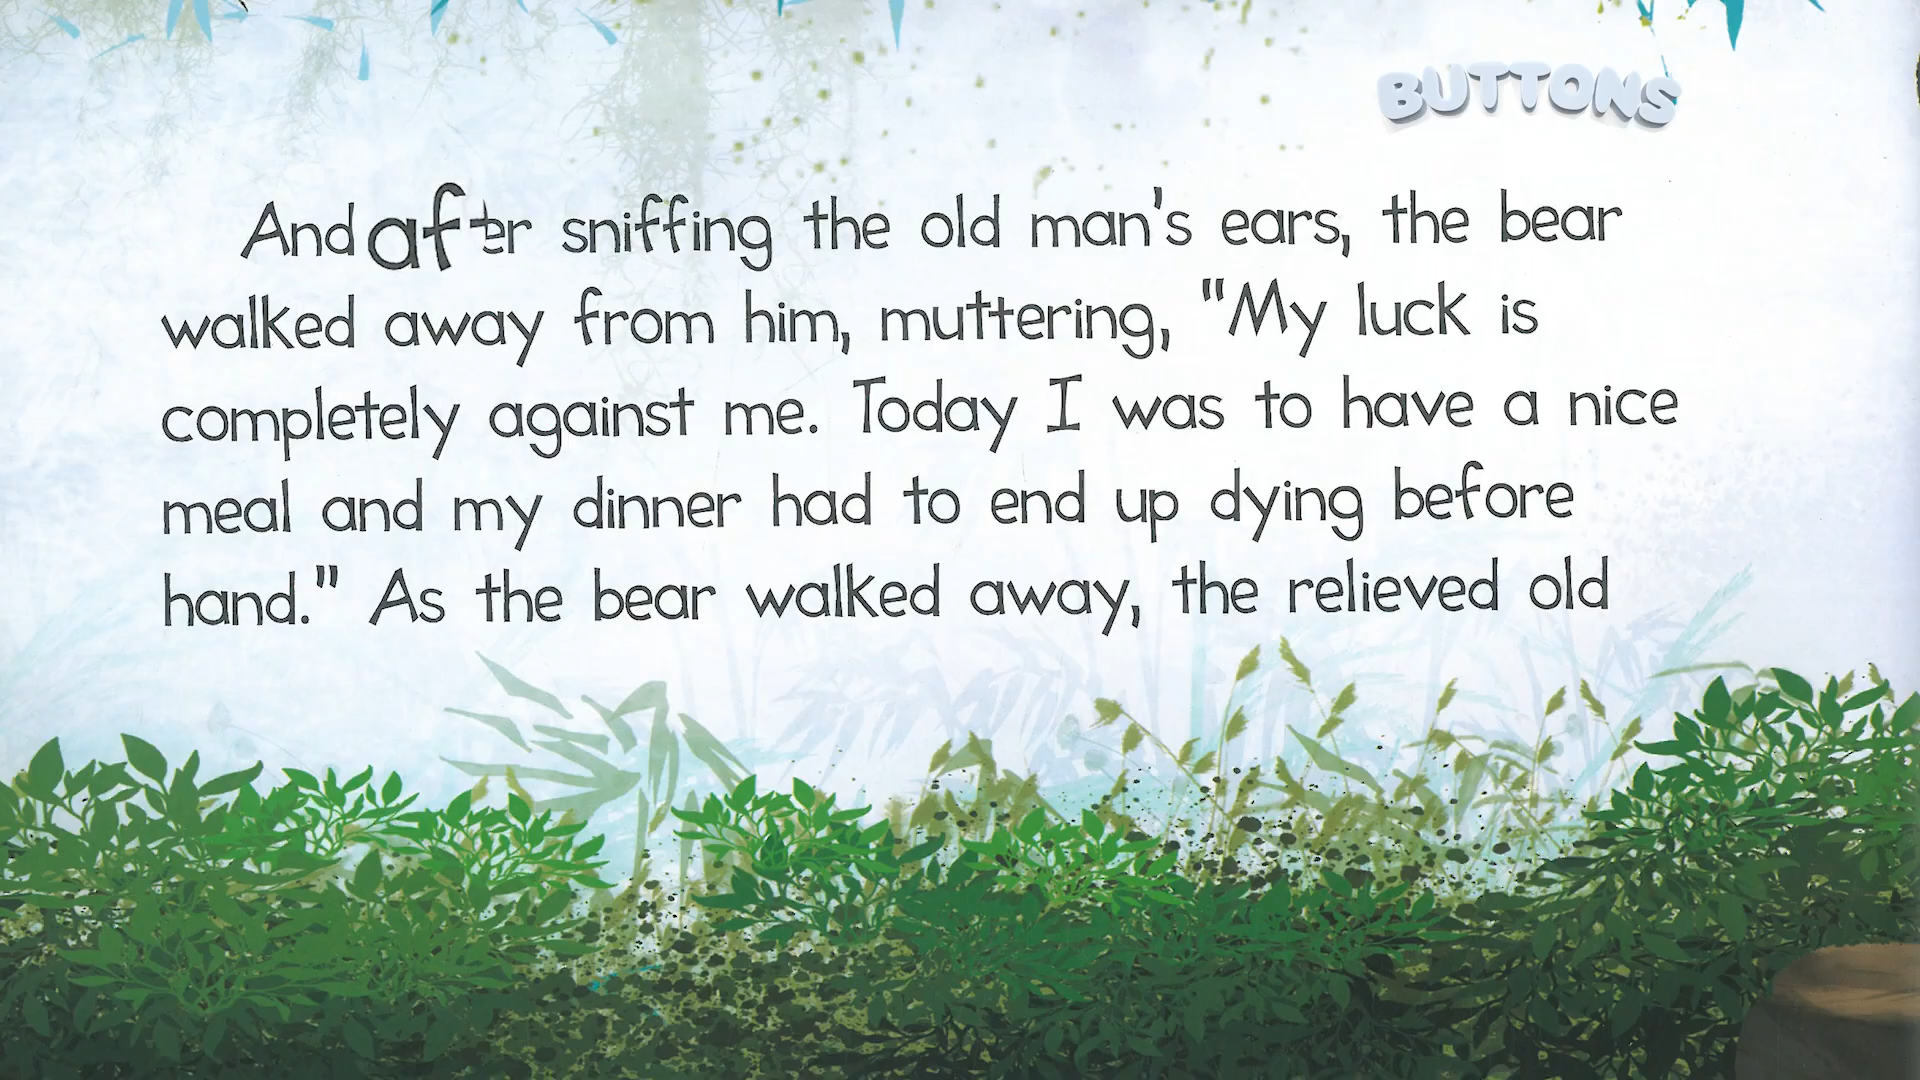 BUTTONS
And after sniffing the old man's ears, the bear
walked away from him, muttering, "My luck is
completely against me. Today I was to have a nice
meal and my dinner had to end up dying before
hand." As the bear walked away, the relieved old